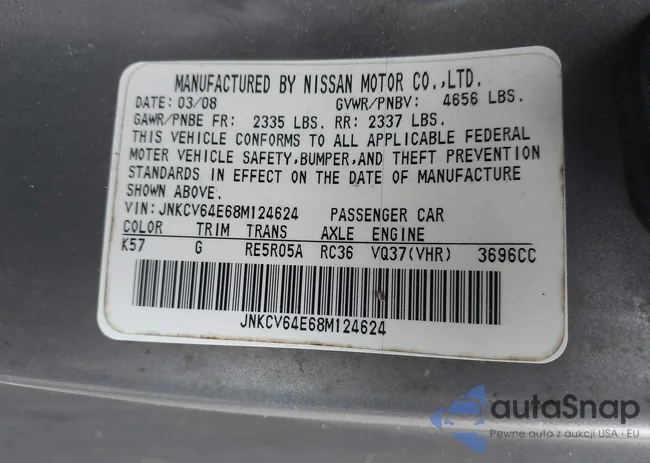 MANUFACTURED BY NISSAN MOTOR CO.,LTD.
DATE: 03/08 GVWR/PNBV: 4656 LBS.
GAWR/PNBE FR: 2335 LBS. RR: 2337 LBS.
THIS VEHICLE CONFORMS TO ALL APPLICABLE FEDERAL
MOTER VEHICLE SAFETY,BUMPER,AND THEFT PREVENTION
STANDARDS IN EFFECT ON THE DATE OF MANUFACTURE
SHOWN ABOVE.
VIN:JNKCV64E68M124624 PASSENGER CAR
COLOR TRIM TRANS AXLE ENGINE
K57 G RE5R05A RC36 VQ37(VHR) 3696CC
JNKCV64E68M124624
autoSnap
Pewne auto z aukcji USA i EU